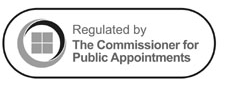 Regulated by
The Commissioner for
Public Appointments